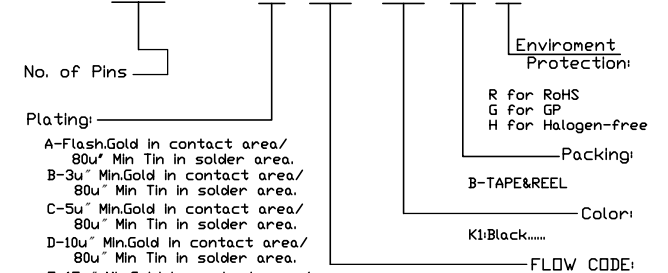 Enviroment
Protection:
No. of Pins
R for RoHS
G for GP
H for Halogen-free
Plating:
A-Flash.Gold in contact area/
80u″ Min Tin in solder area.
B-3u″ Min.Gold in contact area/
80u″ Min Tin in solder area.
C-5u″ Min.Gold in contact area/
80u″ Min Tin in solder area.
D-10u″ Min.Gold in contact area/
80u″ Min Tin in solder area.
Packing:
B-TAPE&REEL
Color:
K1:Black......
FLOW CODE: